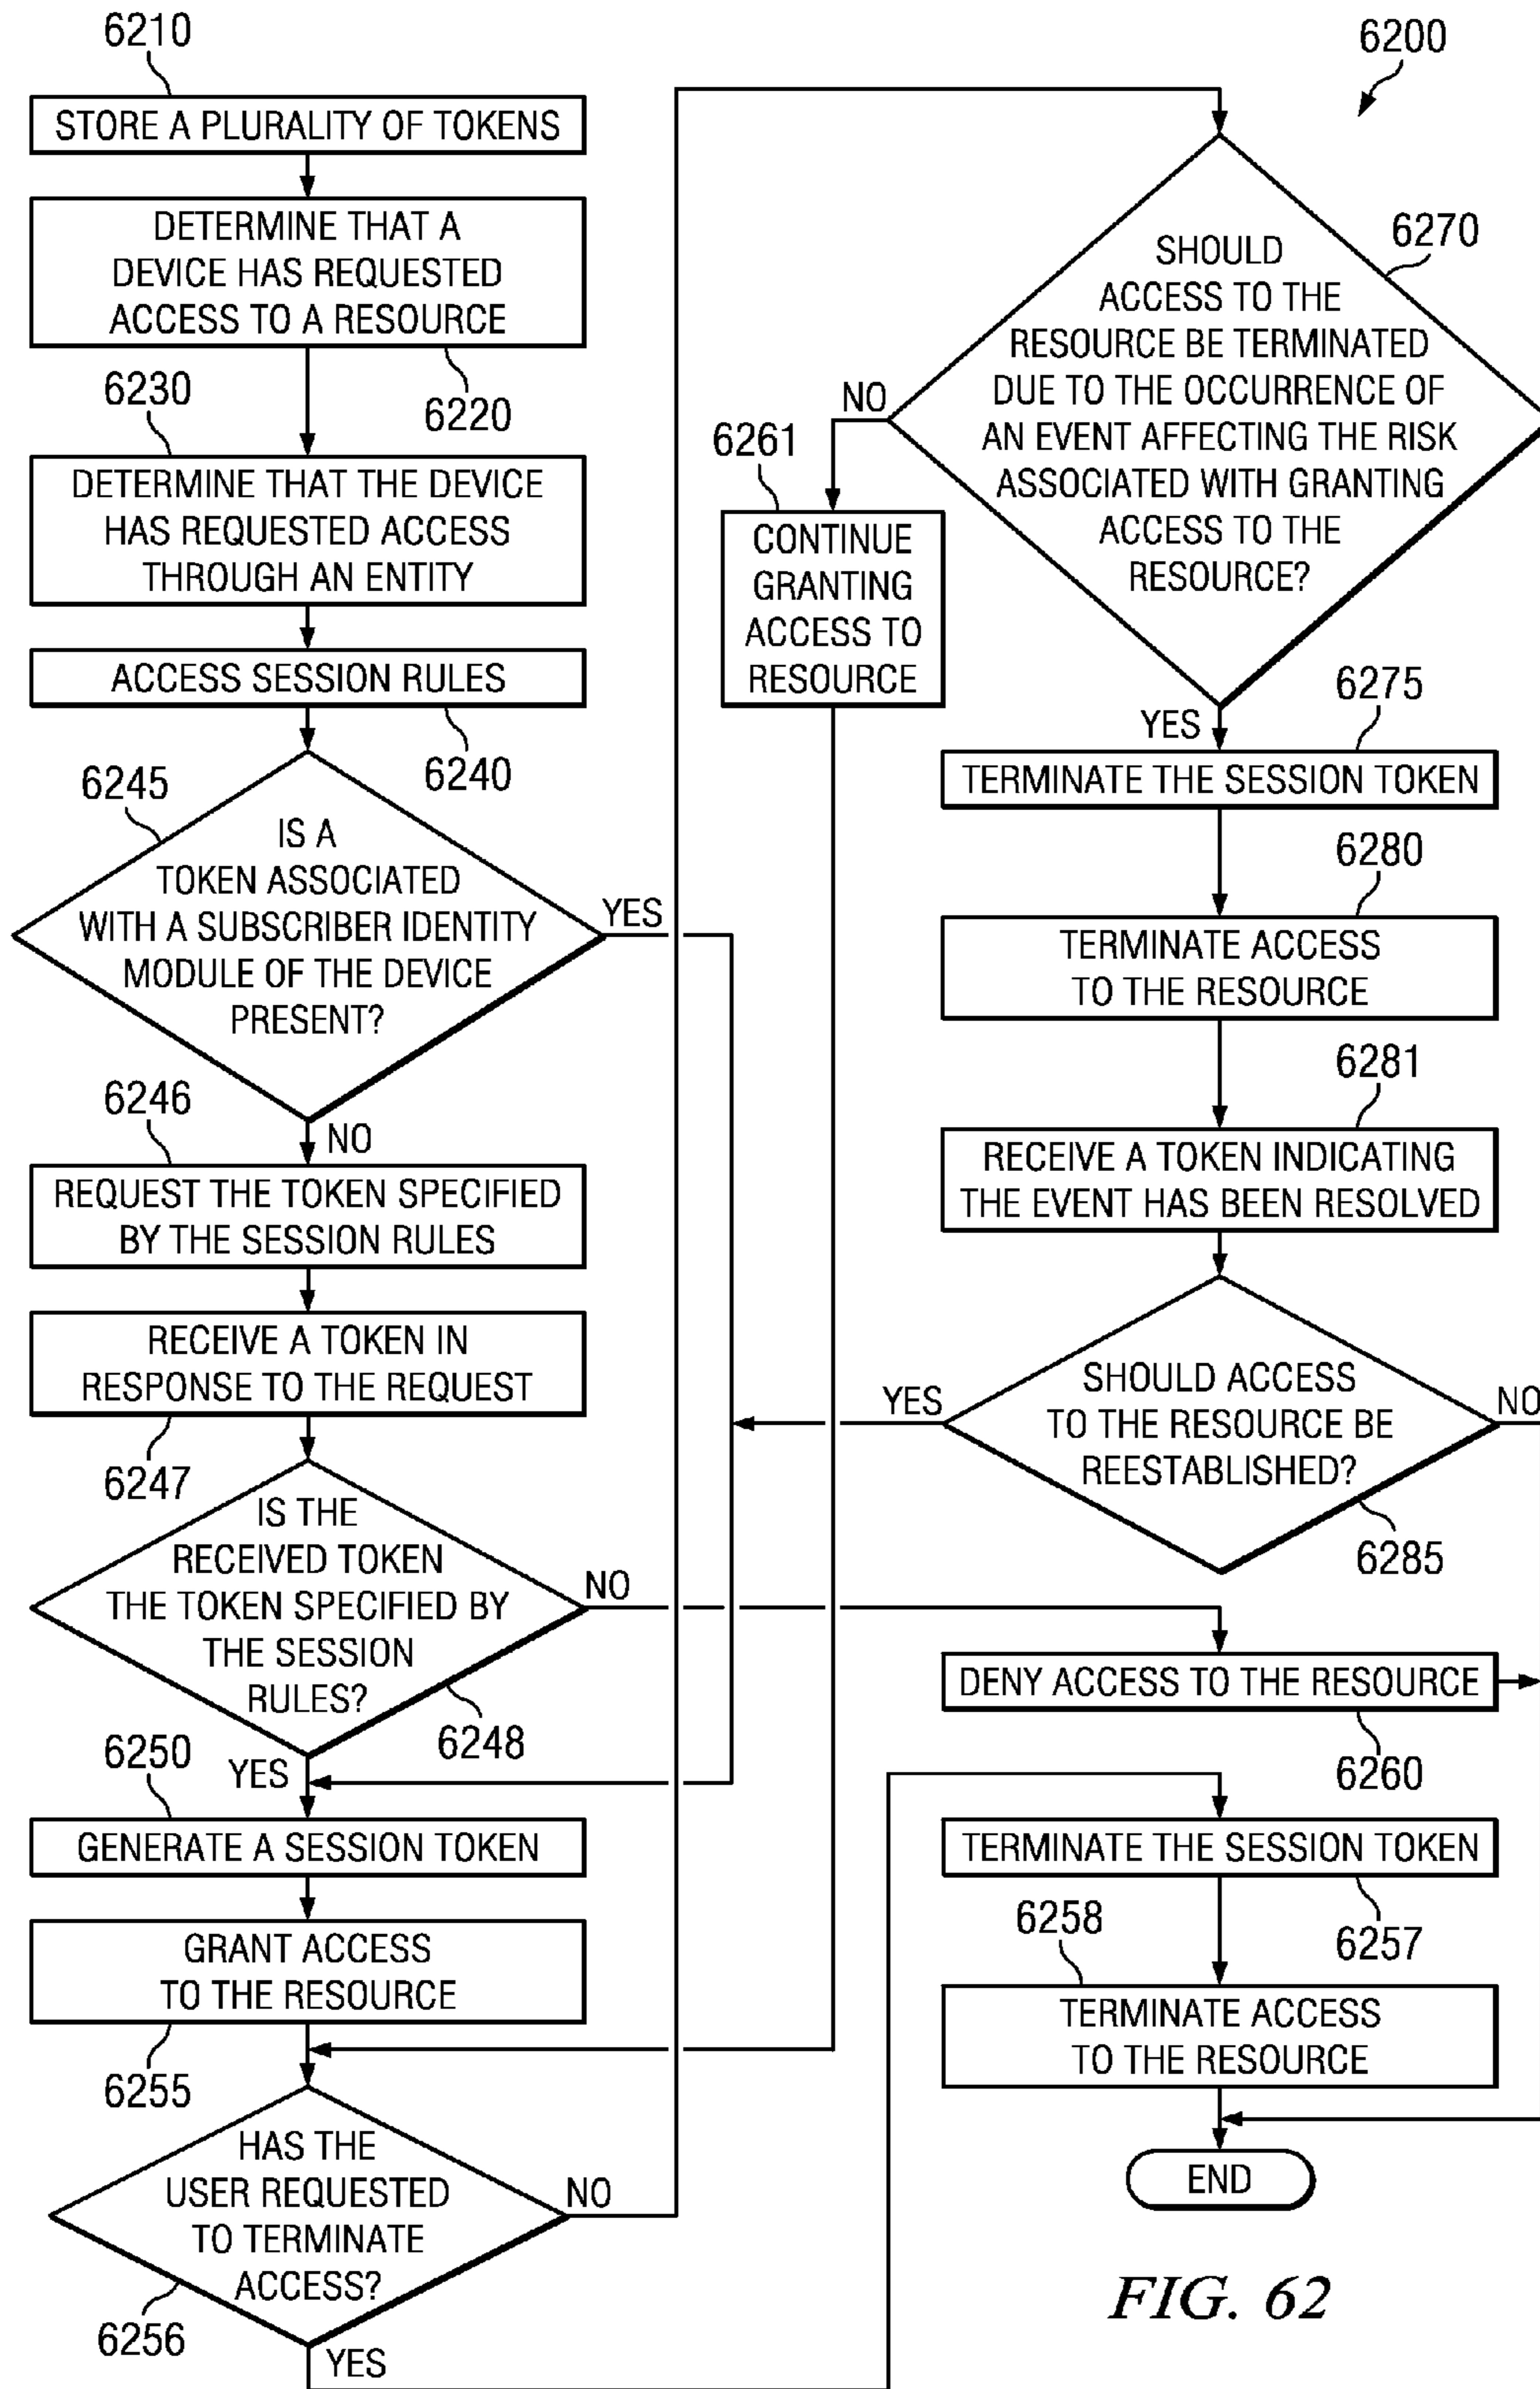 6210
STORE A PLURALITY OF TOKENS
DETERMINE THAT A
DEVICE HAS REQUESTED
ACCESS TO A RESOURCE
6220
6230
DETERMINE THAT THE DEVICE
HAS REQUESTED ACCESS
THROUGH AN ENTITY
ACCESS SESSION RULES
6240
6245
IS A
TOKEN ASSOCIATED
WITH A SUBSCRIBER IDENTITY
MODULE OF THE DEVICE
PRESENT?
YES
NO
6246
REQUEST THE TOKEN SPECIFIED
BY THE SESSION RULES
RECEIVE A TOKEN IN
RESPONSE TO THE REQUEST
6247
IS THE
RECEIVED TOKEN
THE TOKEN SPECIFIED BY
THE SESSION
RULES?
NO
6248
YES
6250
GENERATE A SESSION TOKEN
GRANT ACCESS
TO THE RESOURCE
6255
HAS THE
USER REQUESTED
TO TERMINATE
ACCESS?
NO
6256
YES
6200
SHOULD
ACCESS TO THE
RESOURCE BE TERMINATED
DUE TO THE OCCURRENCE OF
AN EVENT AFFECTING THE RISK
ASSOCIATED WITH GRANTING
ACCESS TO THE
RESOURCE?
6270
NO
6261
CONTINUE
GRANTING
ACCESS TO
RESOURCE
YES
6275
TERMINATE THE SESSION TOKEN
6280
TERMINATE ACCESS
TO THE RESOURCE
6281
RECEIVE A TOKEN INDICATING
THE EVENT HAS BEEN RESOLVED
YES
SHOULD ACCESS
TO THE RESOURCE BE
REESTABLISHED?
NO
6285
DENY ACCESS TO THE RESOURCE
6260
TERMINATE THE SESSION TOKEN
6257
6258
TERMINATE ACCESS
TO THE RESOURCE
END
FIG. 62